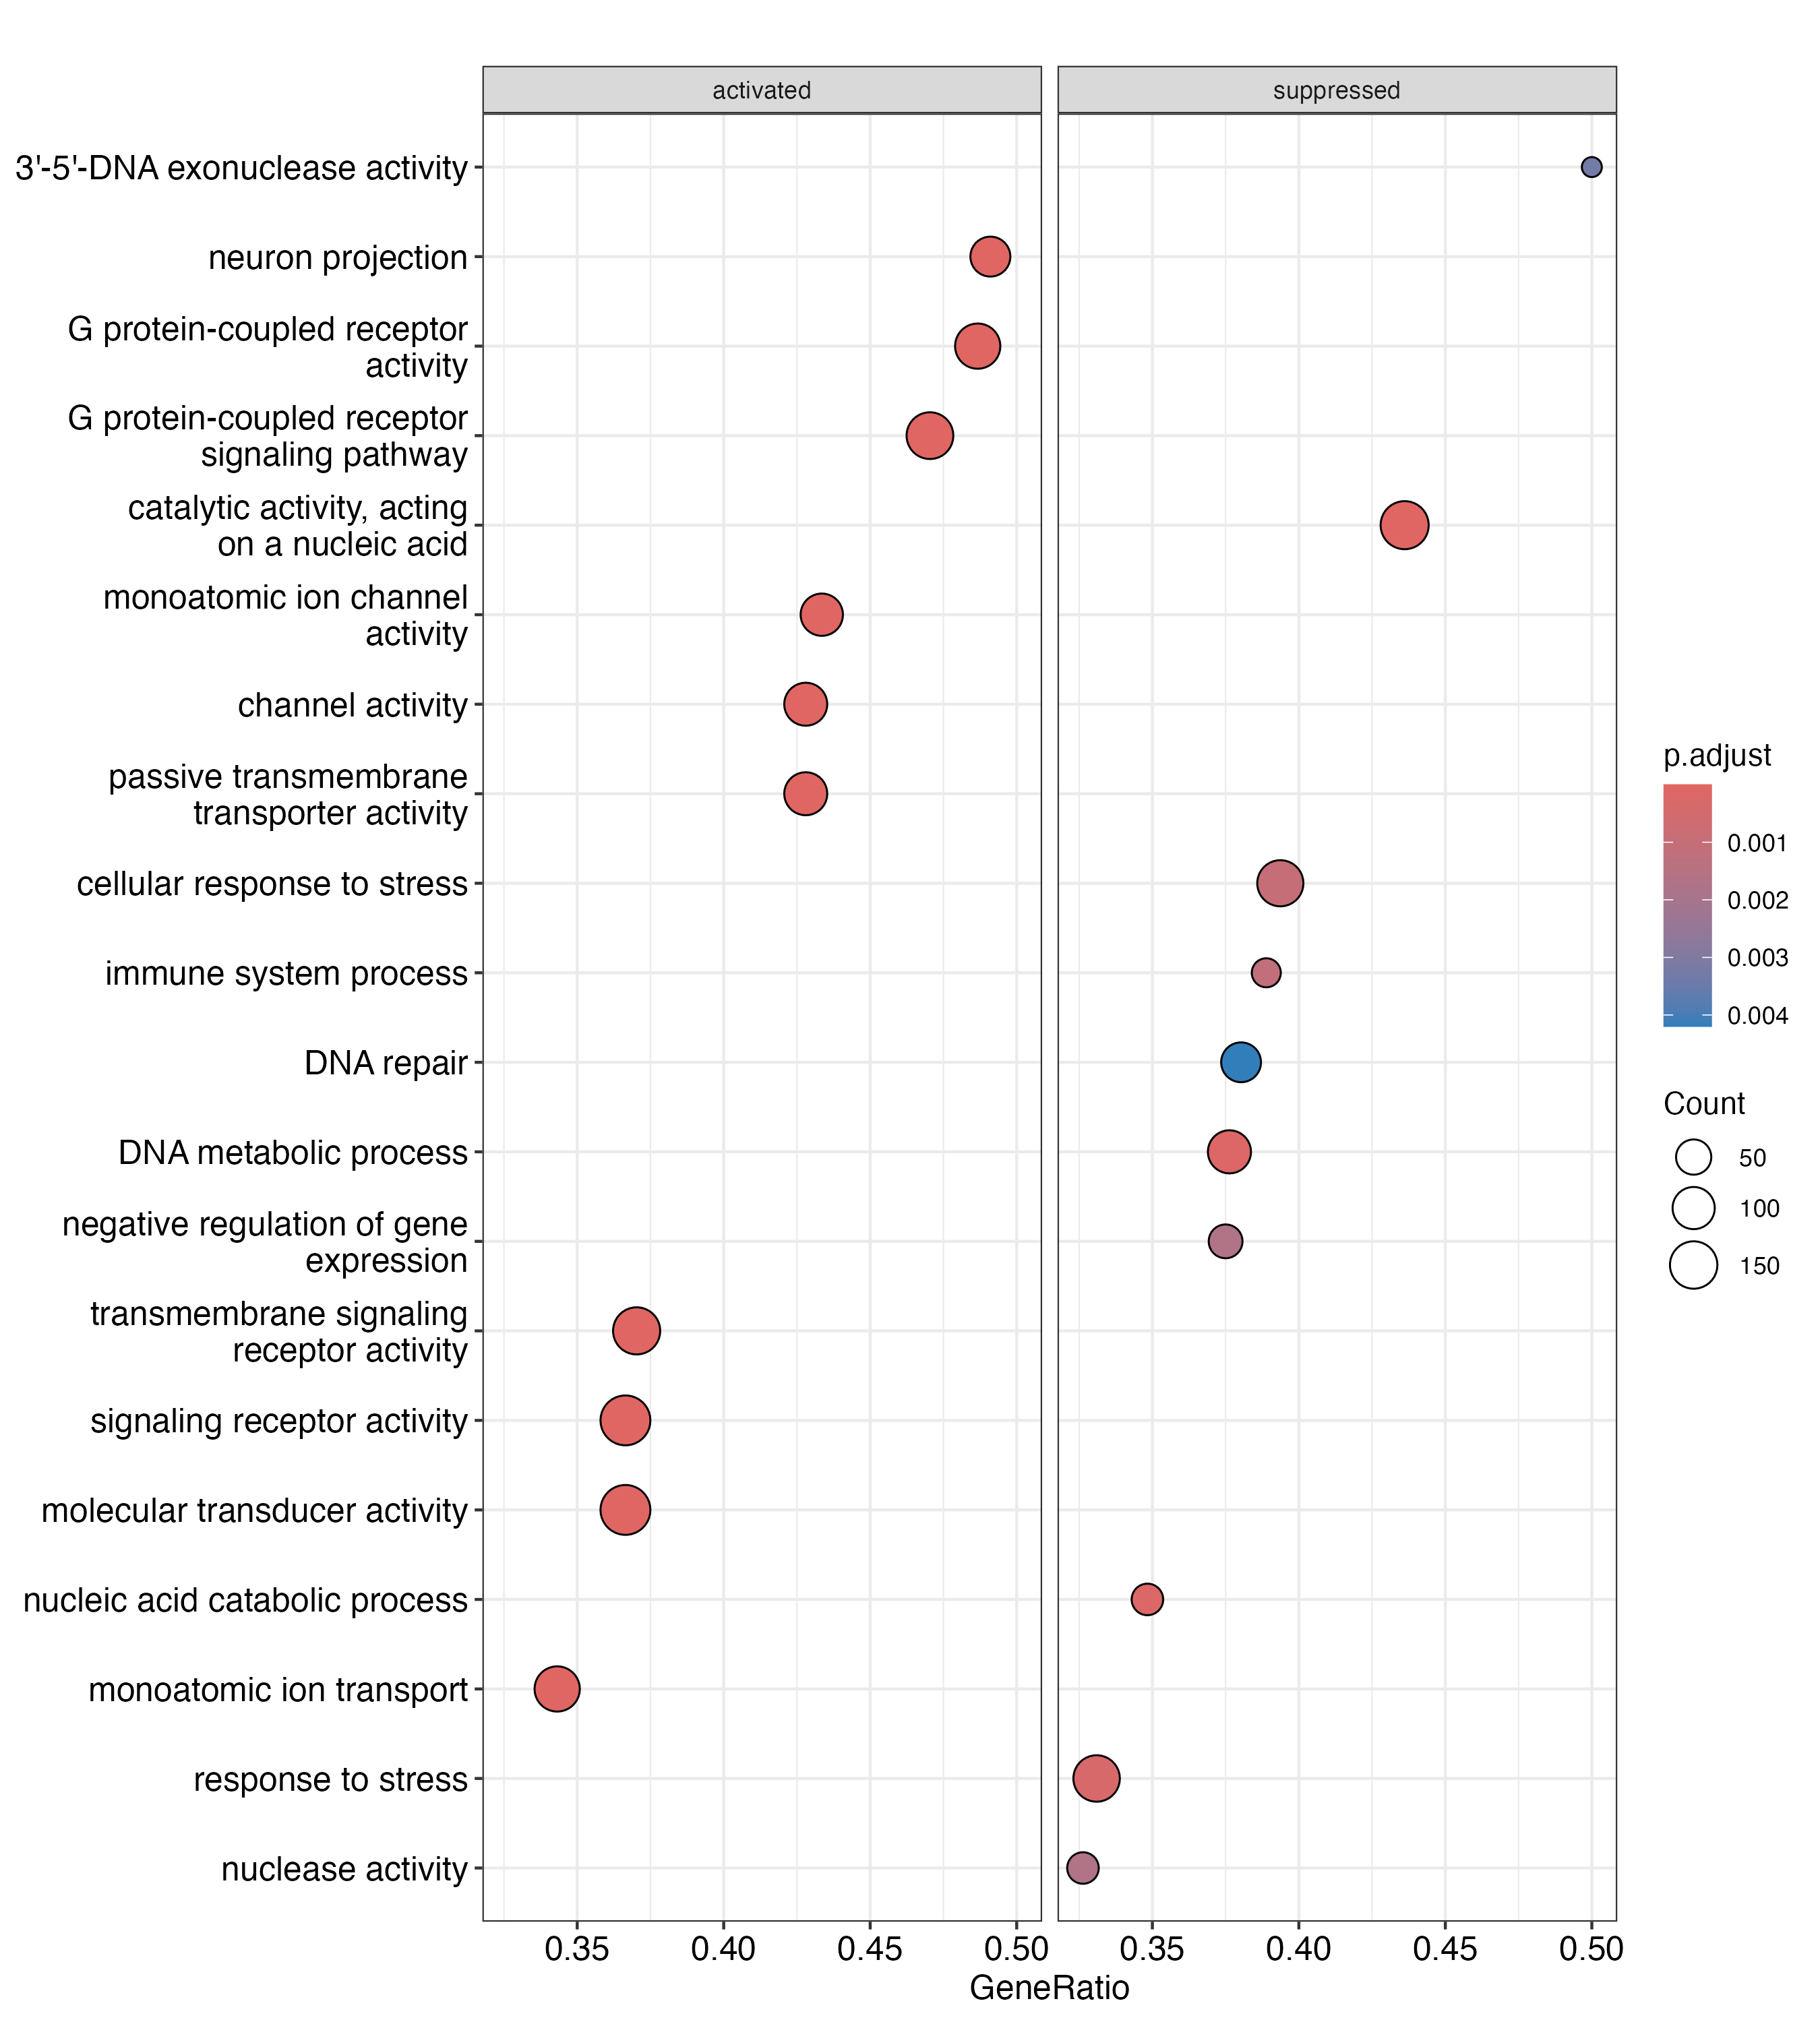 activated
suppressed
3'-5'-DNA exonuclease activity
neuron projection
G protein-coupled receptor
activity
G protein-coupled receptor
signaling pathway
catalytic activity, acting
on a nucleic acid
monoatomic ion channel
activity
channel activity
passive transmembrane
transporter activity
cellular response to stress
immune system process
DNA repair
DNA metabolic process
negative regulation of gene
expression
transmembrane signaling
receptor activity
signaling receptor activity
molecular transducer activity
nucleic acid catabolic process
monoatomic ion transport
response to stress
nuclease activity
0.35 0.40 0.45 0.50
0.35 0.40 0.45 0.50
GeneRatio
p.adjust
0.001
0.002
0.003
0.004
Count
50
100
150